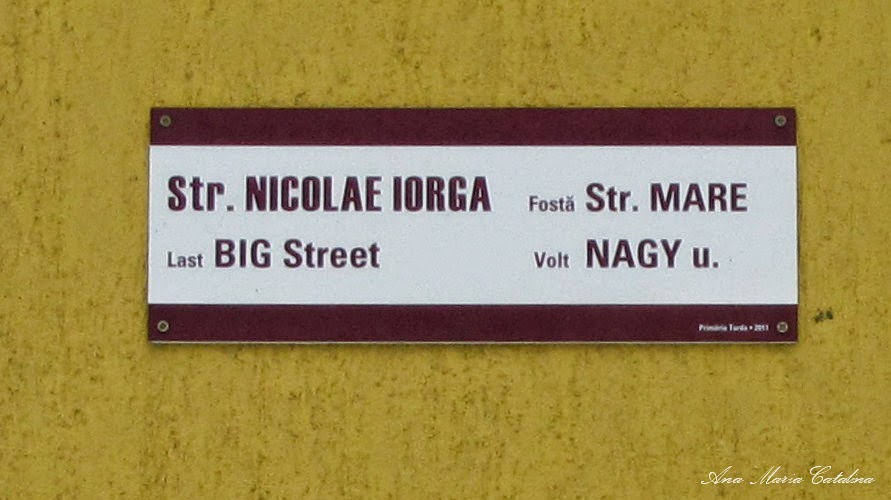 Str. NICOLAE IORGA Fostă Str. MARE
Last BIG Street Volt NAGY u.
Primăria Turda • 2011
Ana Maria Catalina